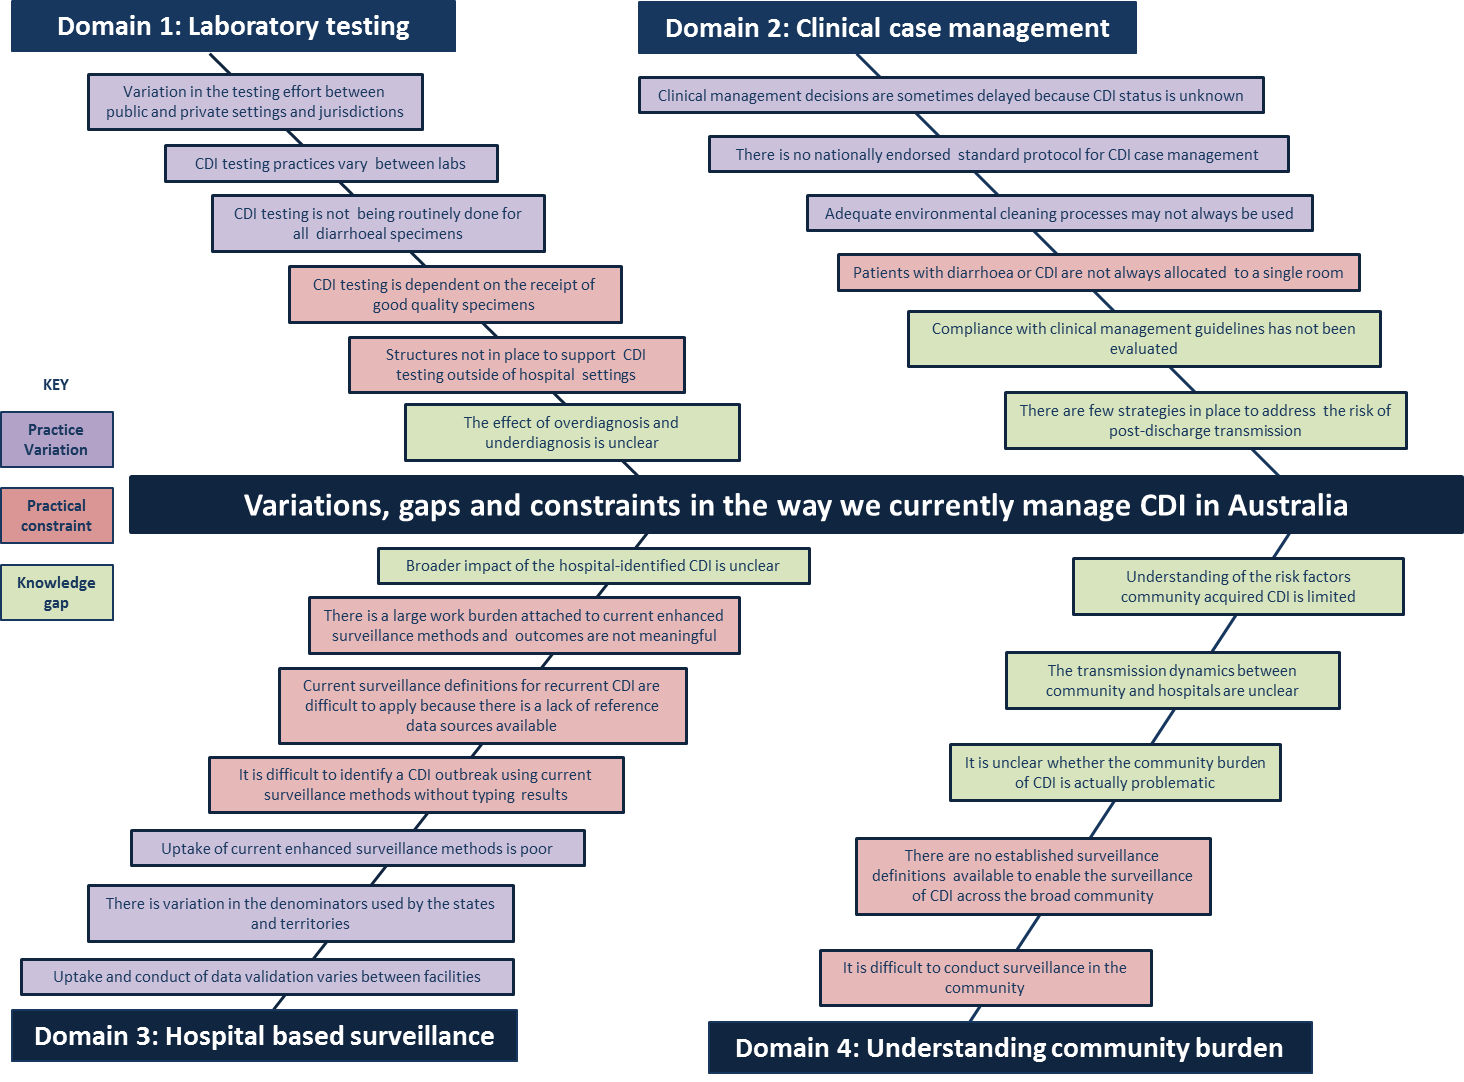 Domain 1: Laboratory testing
Variation in the testing effort between
public and private settings and jurisdictions
CDI testing practices vary between labs
CDI testing is not being routinely done for
all diarrhoeal specimens
CDI testing is dependent on the receipt of
good quality specimens
Structures not in place to support CDI
testing outside of hospital settings
The effect of overdiagnosis and
underdiagnosis is unclear
Domain 2: Clinical case management
Clinical management decisions are sometimes delayed because CDI status is unknown
There is no nationally endorsed standard protocol for CDI case management
Adequate environmental cleaning processes may not always be used
Patients with diarrhoea or CDI are not always allocated to a single room
Compliance with clinical management guidelines has not been
evaluated
There are few strategies in place to address the risk of
post-discharge transmission
KEY
Practice
Variation
Practical
constraint
Knowledge
gap
Variations, gaps and constraints in the way we currently manage CDI in Australia
Broader impact of the hospital-identified CDI is unclear
There is a large work burden attached to current enhanced
surveillance methods and outcomes are not meaningful
Current surveillance definitions for recurrent CDI are
difficult to apply because there is a lack of reference
data sources available
It is difficult to identify a CDI outbreak using current
surveillance methods without typing results
Uptake of current enhanced surveillance methods is poor
There is variation in the denominators used by the states
and territories
Uptake and conduct of data validation varies between facilities
Domain 3: Hospital based surveillance
Understanding of the risk factors
community acquired CDI is limited
The transmission dynamics between
community and hospitals are unclear
It is unclear whether the community burden
of CDI is actually problematic
There are no established surveillance
definitions available to enable the surveillance
of CDI across the broad community
It is difficult to conduct surveillance in the
community
Domain 4: Understanding community burden